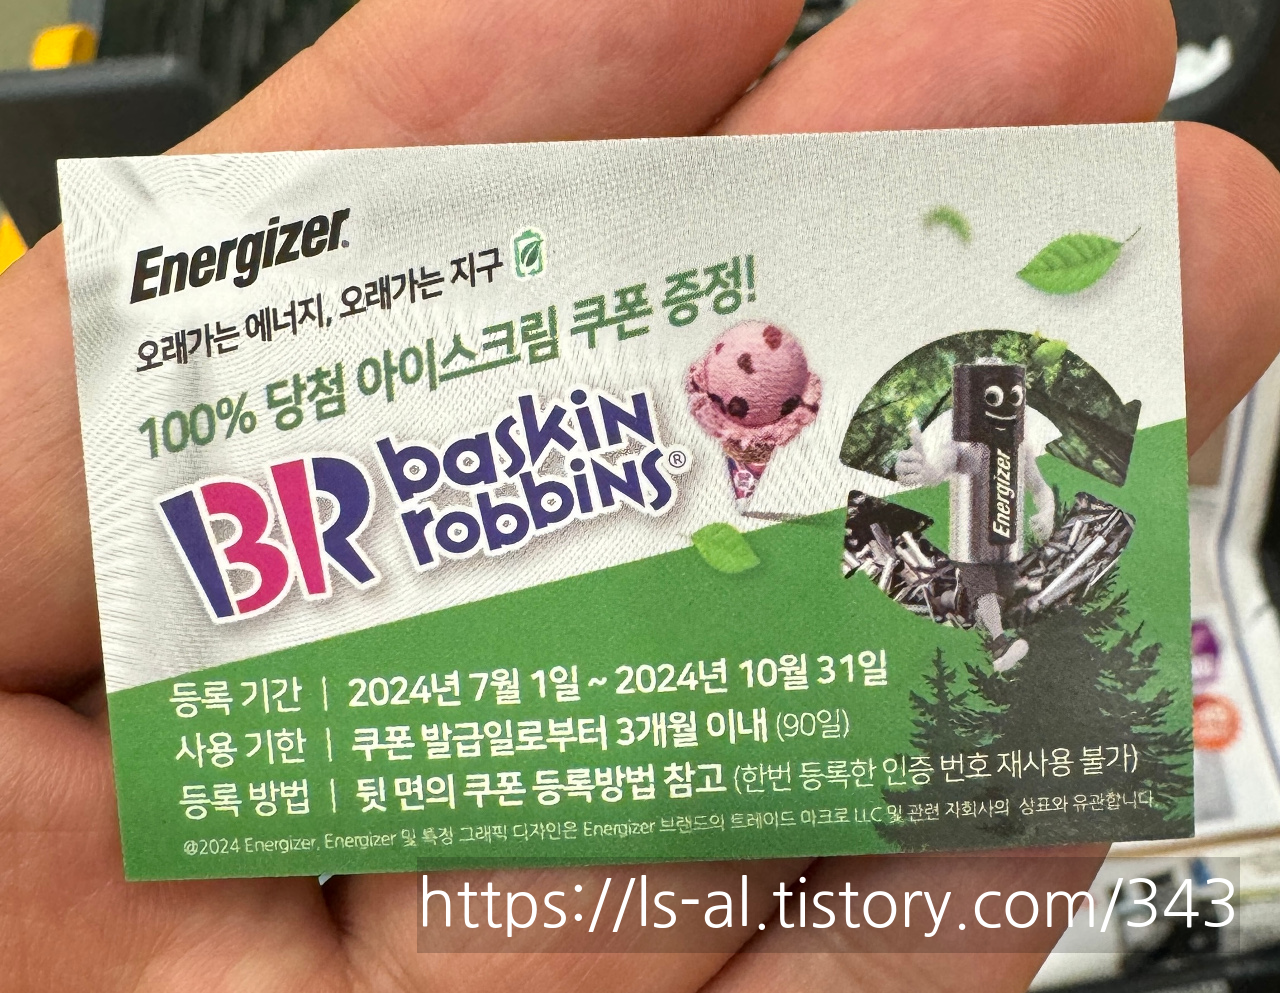 Energizer
오래가는 에너지, 오래가는 지구
100% 당첨 아이스크림 쿠폰 증정!
BR baskin robbins®
Energizer
등록 기간 | 2024년 7월 1일 ~ 2024년 10월 31일
사용 기한 | 쿠폰 발급일로부터 3개월 이내 (90일)
등록 방법 | 뒷 면의 쿠폰 등록방법 참고 (한번 등록한 인증 번호 재사용 불가)
@2024 Energizer, Energizer 및 특정 그래픽 디자인은 Energizer 브랜드의 트레이드 마크로 LLC 및 관련 자회사의 상표와 유관합니다.
https://ls-al.tistory.com/343